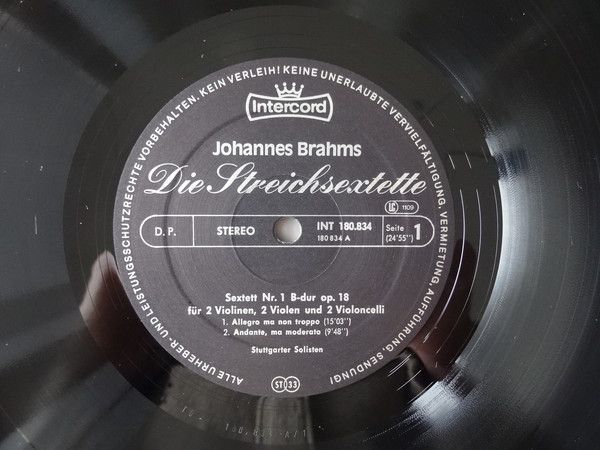 ALLE URHEBER- UND LEISTUNGSSCHUTZRECHTE VORBEHALTEN. KEIN VERLEIH! KEINE UNERLAUBTE VERVIELFÄLTIGUNG, VERMIETUNG, AUFFÜHRUNG, SENDUNG!
Intercord
Johannes Brahms
Die Streichsextette
D. P. STEREO INT 180.834 LC 1109
180 834 A Seite 1
(24'55'')
Sextett Nr. 1 B-dur op. 18
für 2 Violinen, 2 Violen und 2 Violoncelli
1. Allegro ma non troppo (15'03'')
2. Andante, ma moderato (9'48'')
Stuttgarter Solisten
ST 33